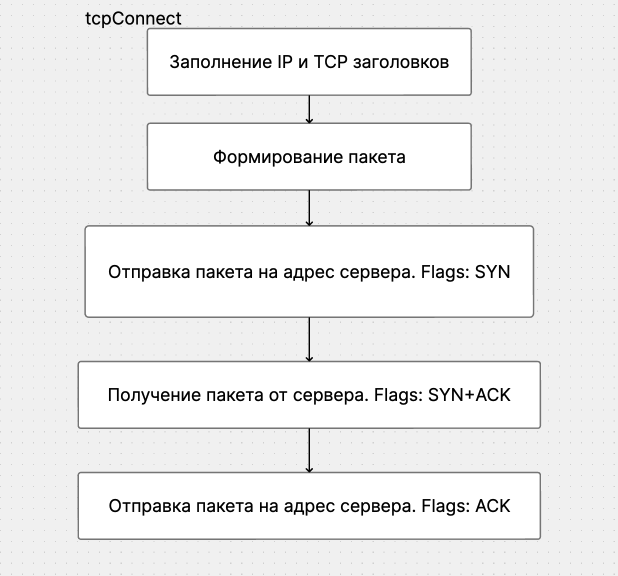 tcpConnect
Заполнение IP и TCP заголовков
Формирование пакета
Отправка пакета на адрес сервера. Flags: SYN
Получение пакета от сервера. Flags: SYN+ACK
Отправка пакета на адрес сервера. Flags: ACK